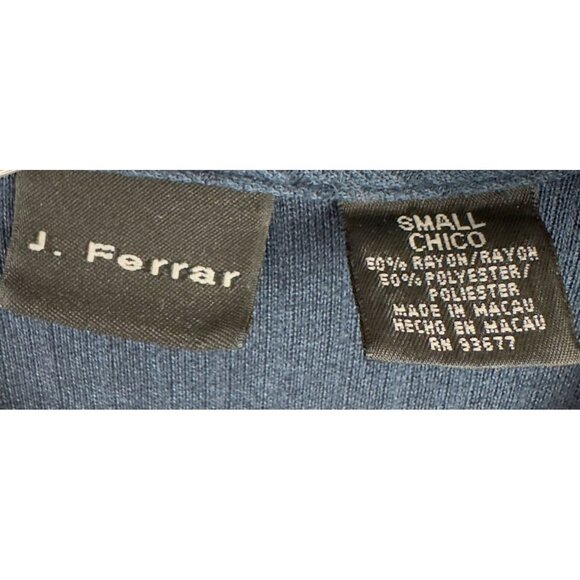 J. Ferrar
SMALL
CHICO
50% RAYON/RAYON
50% POLYESTER/
POLIESTER
MADE IN MACAU
HECHO EN MACAU
RN 93677